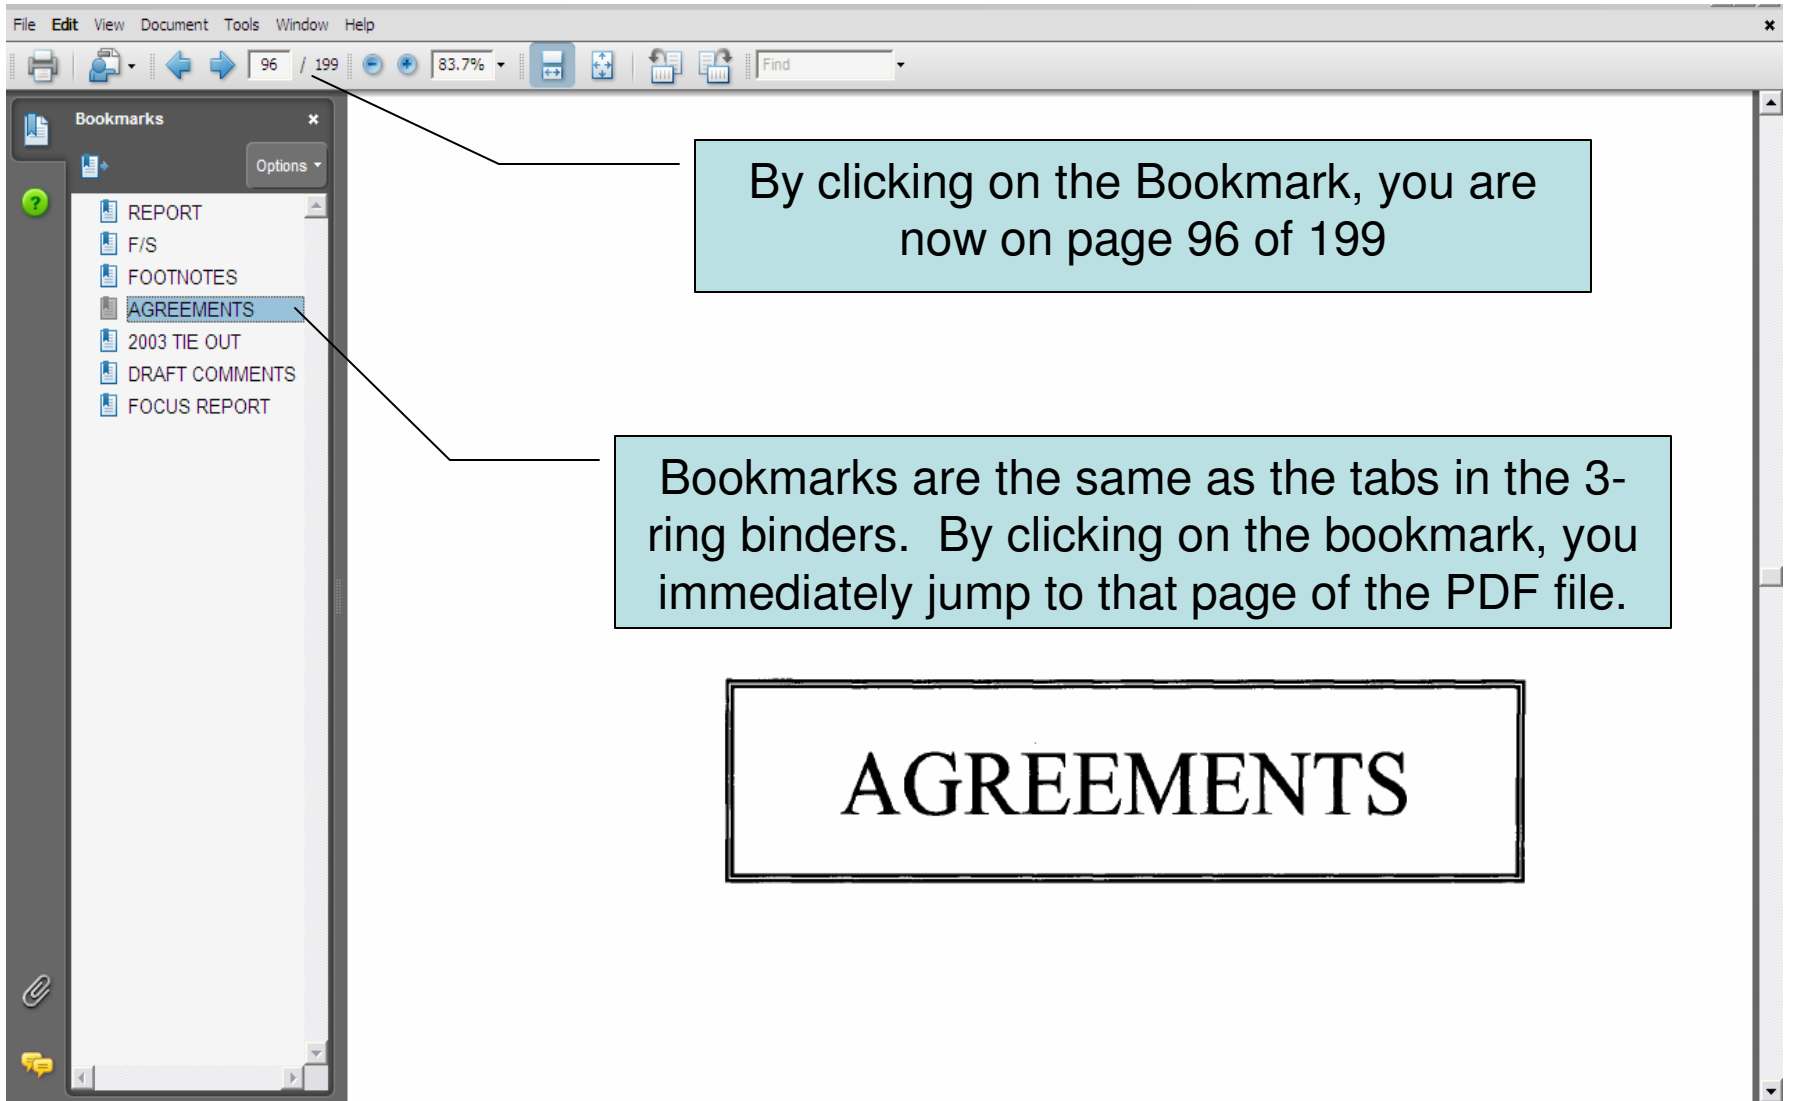 File Edit View Document Tools Window Help
96 / 199 83.7% Find
Bookmarks
Options
REPORT
F/S
FOOTNOTES
AGREEMENTS
2003 TIE OUT
DRAFT COMMENTS
FOCUS REPORT
By clicking on the Bookmark, you are
now on page 96 of 199
Bookmarks are the same as the tabs in the 3-
ring binders.  By clicking on the bookmark, you
immediately jump to that page of the PDF file.
AGREEMENTS